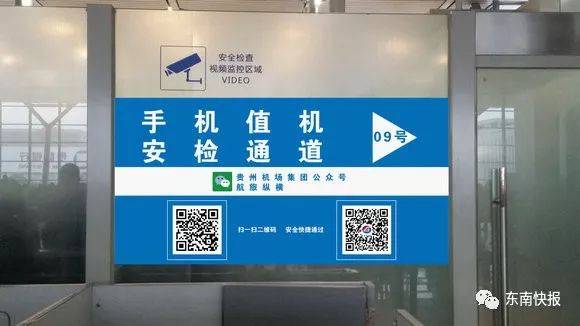 安全检查
视频监控区域
VIDEO
手机值机
安检通道
09号
贵州机场集团公众号
航旅纵横
扫一扫二维码 安全快捷通过
东南快报